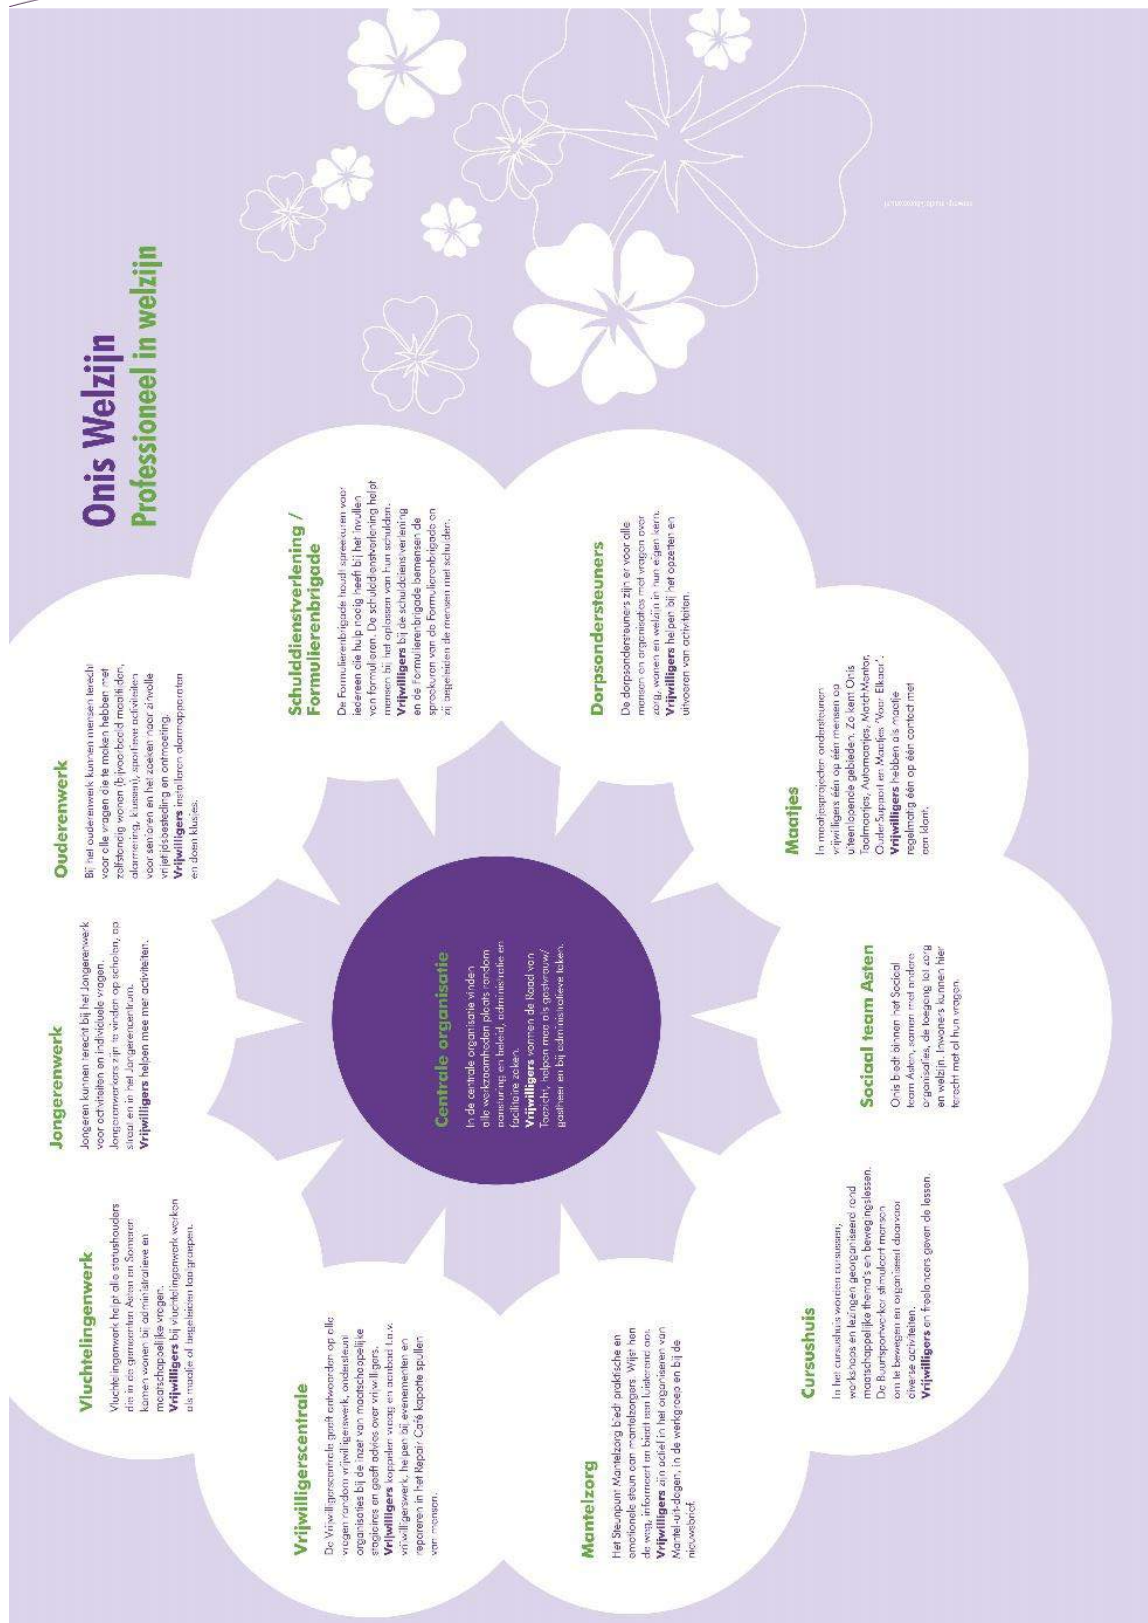 Onis Welzijn
Professioneel in welzijn
Vluchtelingenwerk
Vluchtelingenwerk helpt alle statushouders
die in de gemeenten Asten en Someren
komen wonen bij administratieve en
maatschappelijke vragen.
Vrijwilligers bij vluchtelingenwerk werken
als maatje of begeleiden taalgroepen.
Jongerenwerk
Jongeren kunnen terecht bij het Jongerenwerk
voor activiteiten en individuele vragen.
Jongerenwerkers zijn te vinden op scholen, op
straat en in het Jongerencentrum.
Vrijwilligers helpen mee met activiteiten.
Ouderenwerk
Bij het ouderenwerk kunnen mensen terecht
voor alle vragen die te maken hebben met
zelfstandig wonen (bijvoorbeeld maaltijden,
alarmering, klussen), sportieve activiteiten
voor senioren en het zoeken naar zinvolle
vrijetijdsbesteding en ontmoeting.
Vrijwilligers installeren alarmapparaten
en doen klusjes.
Vrijwilligerscentrale
De Vrijwilligerscentrale geeft antwoorden op alle
vragen rondom vrijwilligerswerk, ondersteunt
organisaties bij de inzet van maatschappelijke
stagiaires en geeft advies over vrijwilligers.
Vrijwilligers koppelen vraag en aanbod t.a.v.
vrijwilligerswerk, helpen bij evenementen en
repareren in het Repair Café kapotte spullen
van mensen.
Schulddienstverlening /
Formulierenbrigade
De Formulierenbrigade houdt spreekuren voor
iedereen die hulp nodig heeft bij het invullen
van formulieren. De schulddienstverlening helpt
mensen bij het oplossen van hun schulden.
Vrijwilligers bij de schulddienstverlening
en de Formulierenbrigade bemensen de
spreekuren van de Formulierenbrigade en
zij begeleiden de mensen met schulden.
Centrale organisatie
In de centrale organisatie vinden
alle werkzaamheden plaats rondom
aansturing en beleid, administratie en
facilitaire zaken.
Vrijwilligers vormen de Raad van
Toezicht, helpen mee als gastvrouw/
gastheer en bij administratieve taken.
Mantelzorg
Het Steunpunt Mantelzorg biedt praktische en
emotionele steun aan mantelzorgers. Wijst hen
de weg, informeert en biedt een luisterend oor.
Vrijwilligers zijn actief in het organiseren van
Mantel-uit-dagen, in de werkgroep en bij de
nieuwsbrief.
Dorpsondersteuners
De dorpsondersteuners zijn er voor alle
mensen en organisaties met vragen over
zorg, wonen en welzijn in hun eigen kern.
Vrijwilligers helpen bij het opzetten en
uitvoeren van activiteiten.
Cursushuis
In het cursushuis worden cursussen,
workshops en lezingen georganiseerd rond
maatschappelijke thema's en bewegingslessen.
De Buurtsportwerker stimuleert mensen
om te bewegen en organiseert daarvoor
diverse activiteiten.
Vrijwilligers en freelancers geven de lessen.
Sociaal team Asten
Onis biedt binnen het Sociaal
team Asten, samen met andere
organisaties, de toegang tot zorg
en welzijn. Inwoners kunnen hier
terecht met al hun vragen.
Maatjes
In maatjesprojecten ondersteunen
vrijwilligers één op één mensen op
uiteenlopende gebieden. Zo kent Onis
Taalmaatjes, Automaatjes, MatchMentor,
OuderSupport en Maatjes 'Voor Elkaar'.
Vrijwilligers hebben als maatje
regelmatig één op één contact met
een klant.